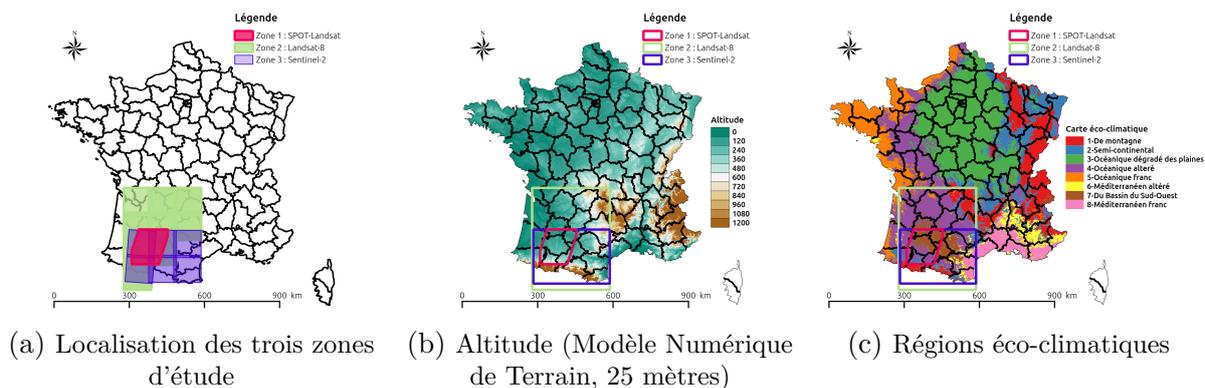 Légende
Zone 1 : SPOT-Landsat
Zone 2 : Landsat-8
Zone 3 : Sentinel-2
N
0 300 600 900 km
(a) Localisation des trois zones
d'étude
Légende
Zone 1 : SPOT-Landsat
Zone 2 : Landsat-8
Zone 3 : Sentinel-2
N
Altitude
0
120
240
360
480
600
720
840
960
1080
1200
0 300 600 900 km
(b) Altitude (Modèle Numérique
de Terrain, 25 mètres)
Légende
Zone 1 : SPOT-Landsat
Zone 2 : Landsat-8
Zone 3 : Sentinel-2
N
Carte éco-climatique
1-De montagne
2-Semi-continental
3-Océanique dégradé des plaines
4-Océanique altéré
5-Océanique franc
6-Méditerranéen altéré
7-Du Bassin du Sud-Ouest
8-Méditerranéen franc
0 300 600 900 km
(c) Régions éco-climatiques